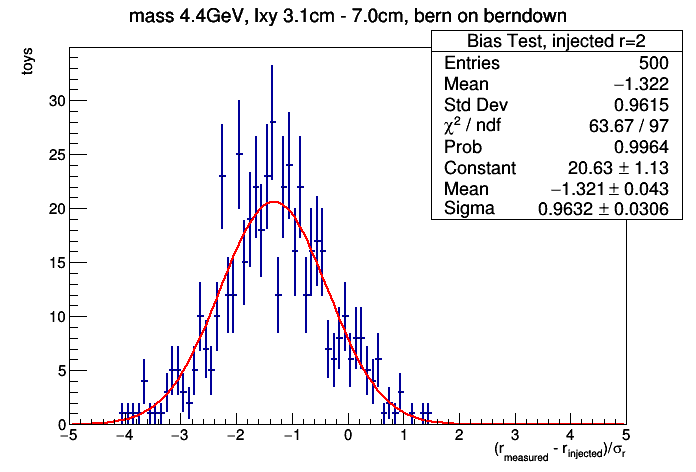 mass 4.4GeV, lxy 3.1cm - 7.0cm, bern on berndown
Bias Test, injected r=2
Entries 500
Mean −1.322
Std Dev 0.9615
χ² / ndf 63.67 / 97
Prob 0.9964
Constant 20.63 ± 1.13
Mean −1.321 ± 0.043
Sigma 0.9632 ± 0.0306
toys
30
25
20
15
10
5
0
−5 −4 −3 −2 −1 0 1 2 3 4 5
(r_measured - r_injected)/σ_r